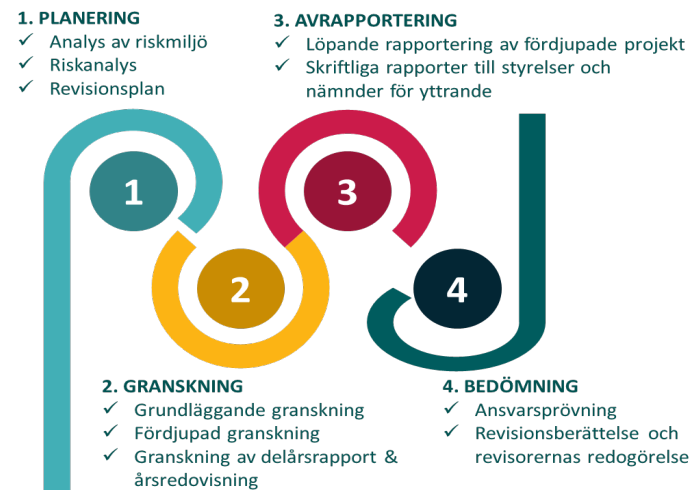 1. PLANERING
✓ Analys av riskmiljö
✓ Riskanalys
✓ Revisionsplan
3. AVRAPPORTERING
✓ Löpande rapportering av fördjupade projekt
✓ Skriftliga rapporter till styrelser och
nämnder för yttrande
1
3
2
4
2. GRANSKNING
✓ Grundläggande granskning
✓ Fördjupad granskning
✓ Granskning av delårsrapport &
årsredovisning
4. BEDÖMNING
✓ Ansvarsprövning
✓ Revisionsberättelse och
revisorernas redogörelse